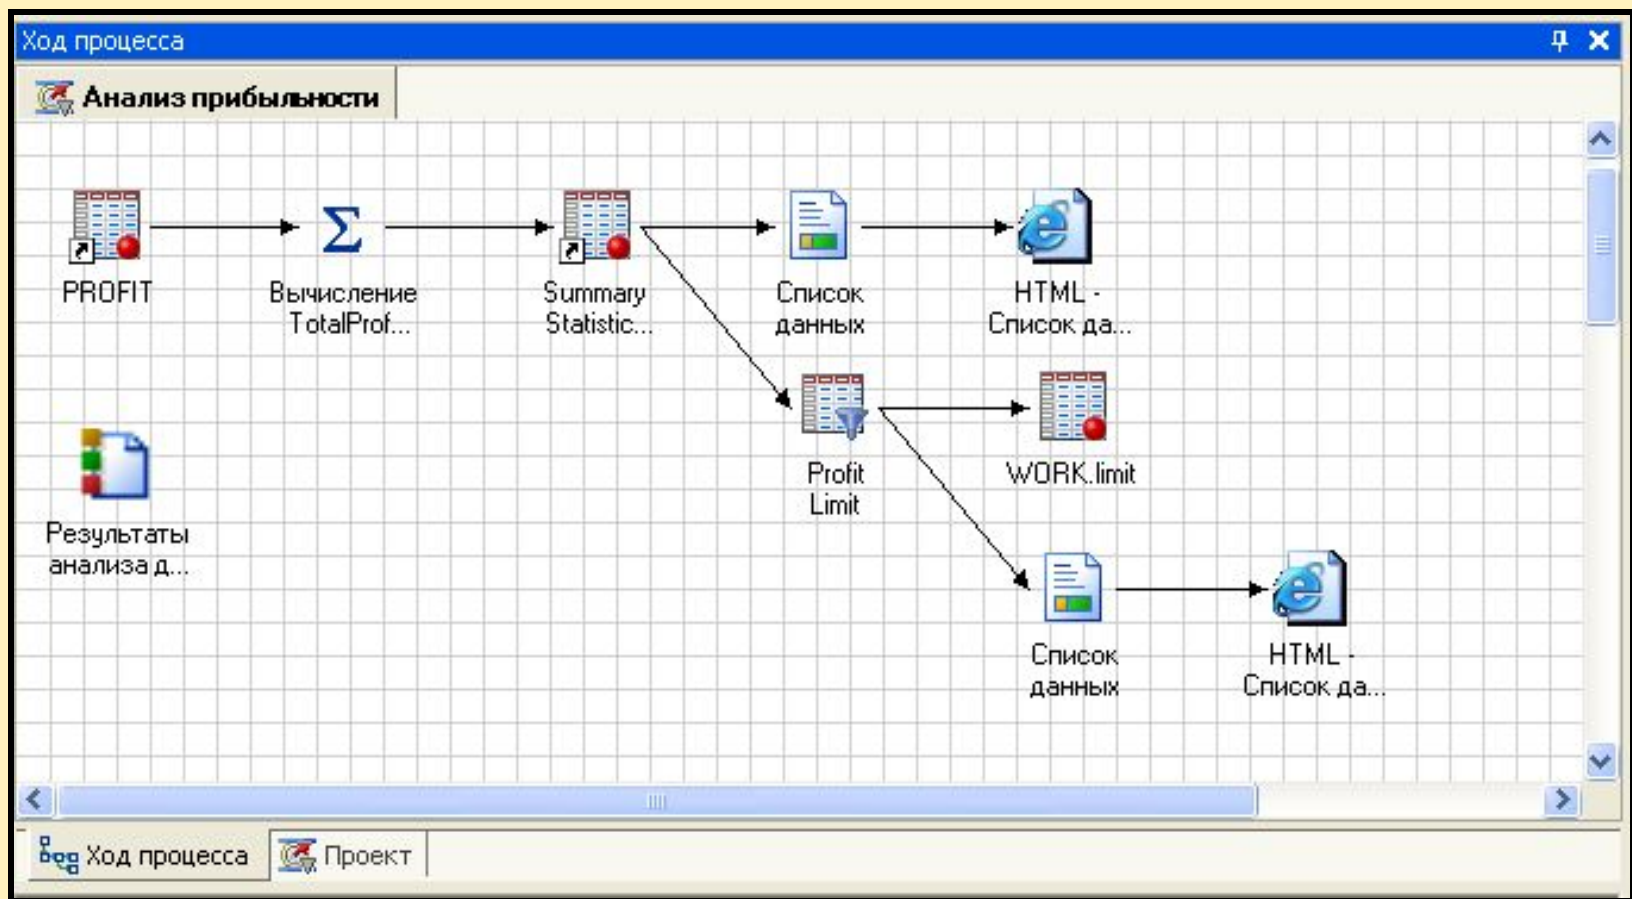 Ход процесса
Анализ прибыльности
PROFIT
Вычисление
TotalProf...
Summary
Statistic...
Список
данных
HTML -
Список да...
Profit
Limit
WORK.limit
Результаты
анализа д...
Список
данных
HTML -
Список да...
Ход процесса
Проект